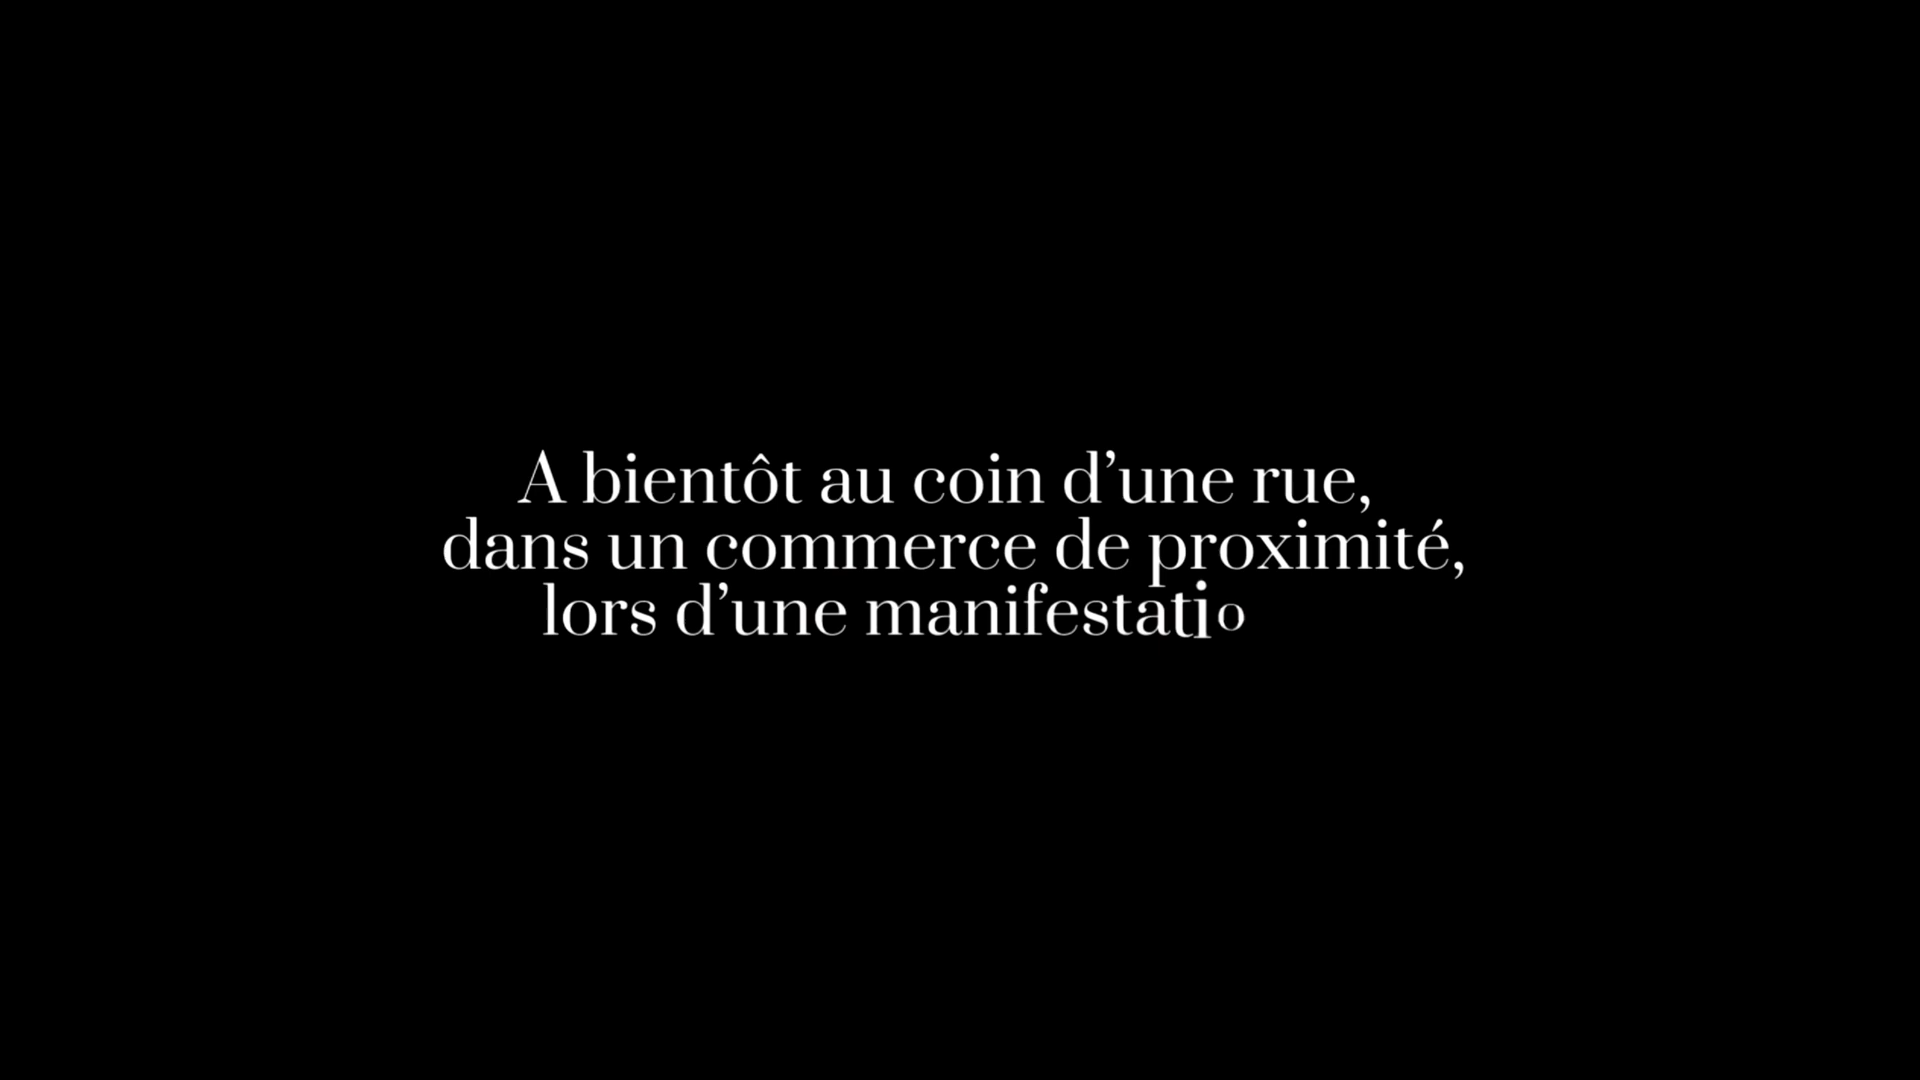 A bientôt au coin d’une rue,
dans un commerce de proximité,
lors d’une manifestatio